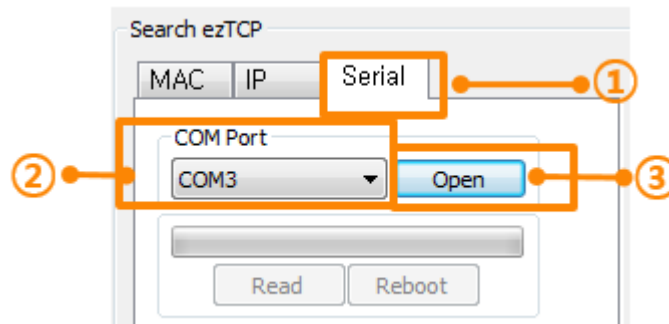 Search ezTCP
MAC IP Serial ①
COM Port
② COM3 Open ③
Read Reboot